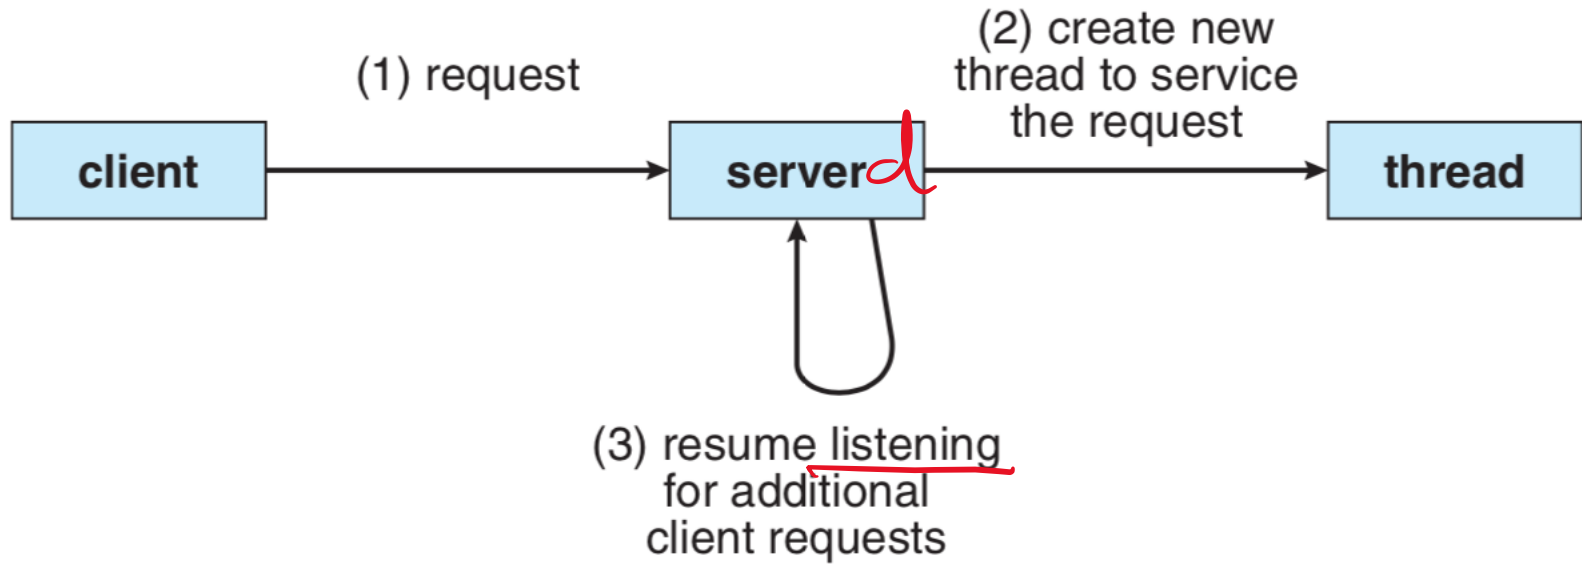 (1) request
(2) create new
thread to service
the request
client
serverd
thread
(3) resume listening
for additional
client requests